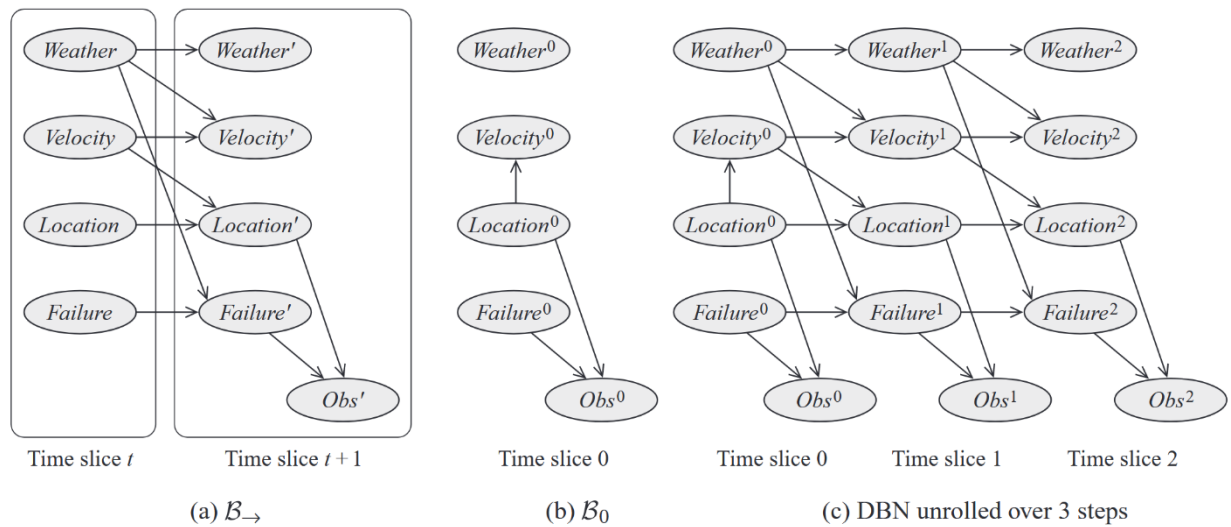 Weather Weather' Weather⁰ Weather⁰ Weather¹ Weather²
Velocity Velocity' Velocity⁰ Velocity⁰ Velocity¹ Velocity²
Location Location' Location⁰ Location⁰ Location¹ Location²
Failure Failure' Failure⁰ Failure⁰ Failure¹ Failure²
Obs' Obs⁰ Obs⁰ Obs¹ Obs²
Time slice t Time slice t+1 Time slice 0 Time slice 0 Time slice 1 Time slice 2
(a) 𝓑→ (b) 𝓑₀ (c) DBN unrolled over 3 steps